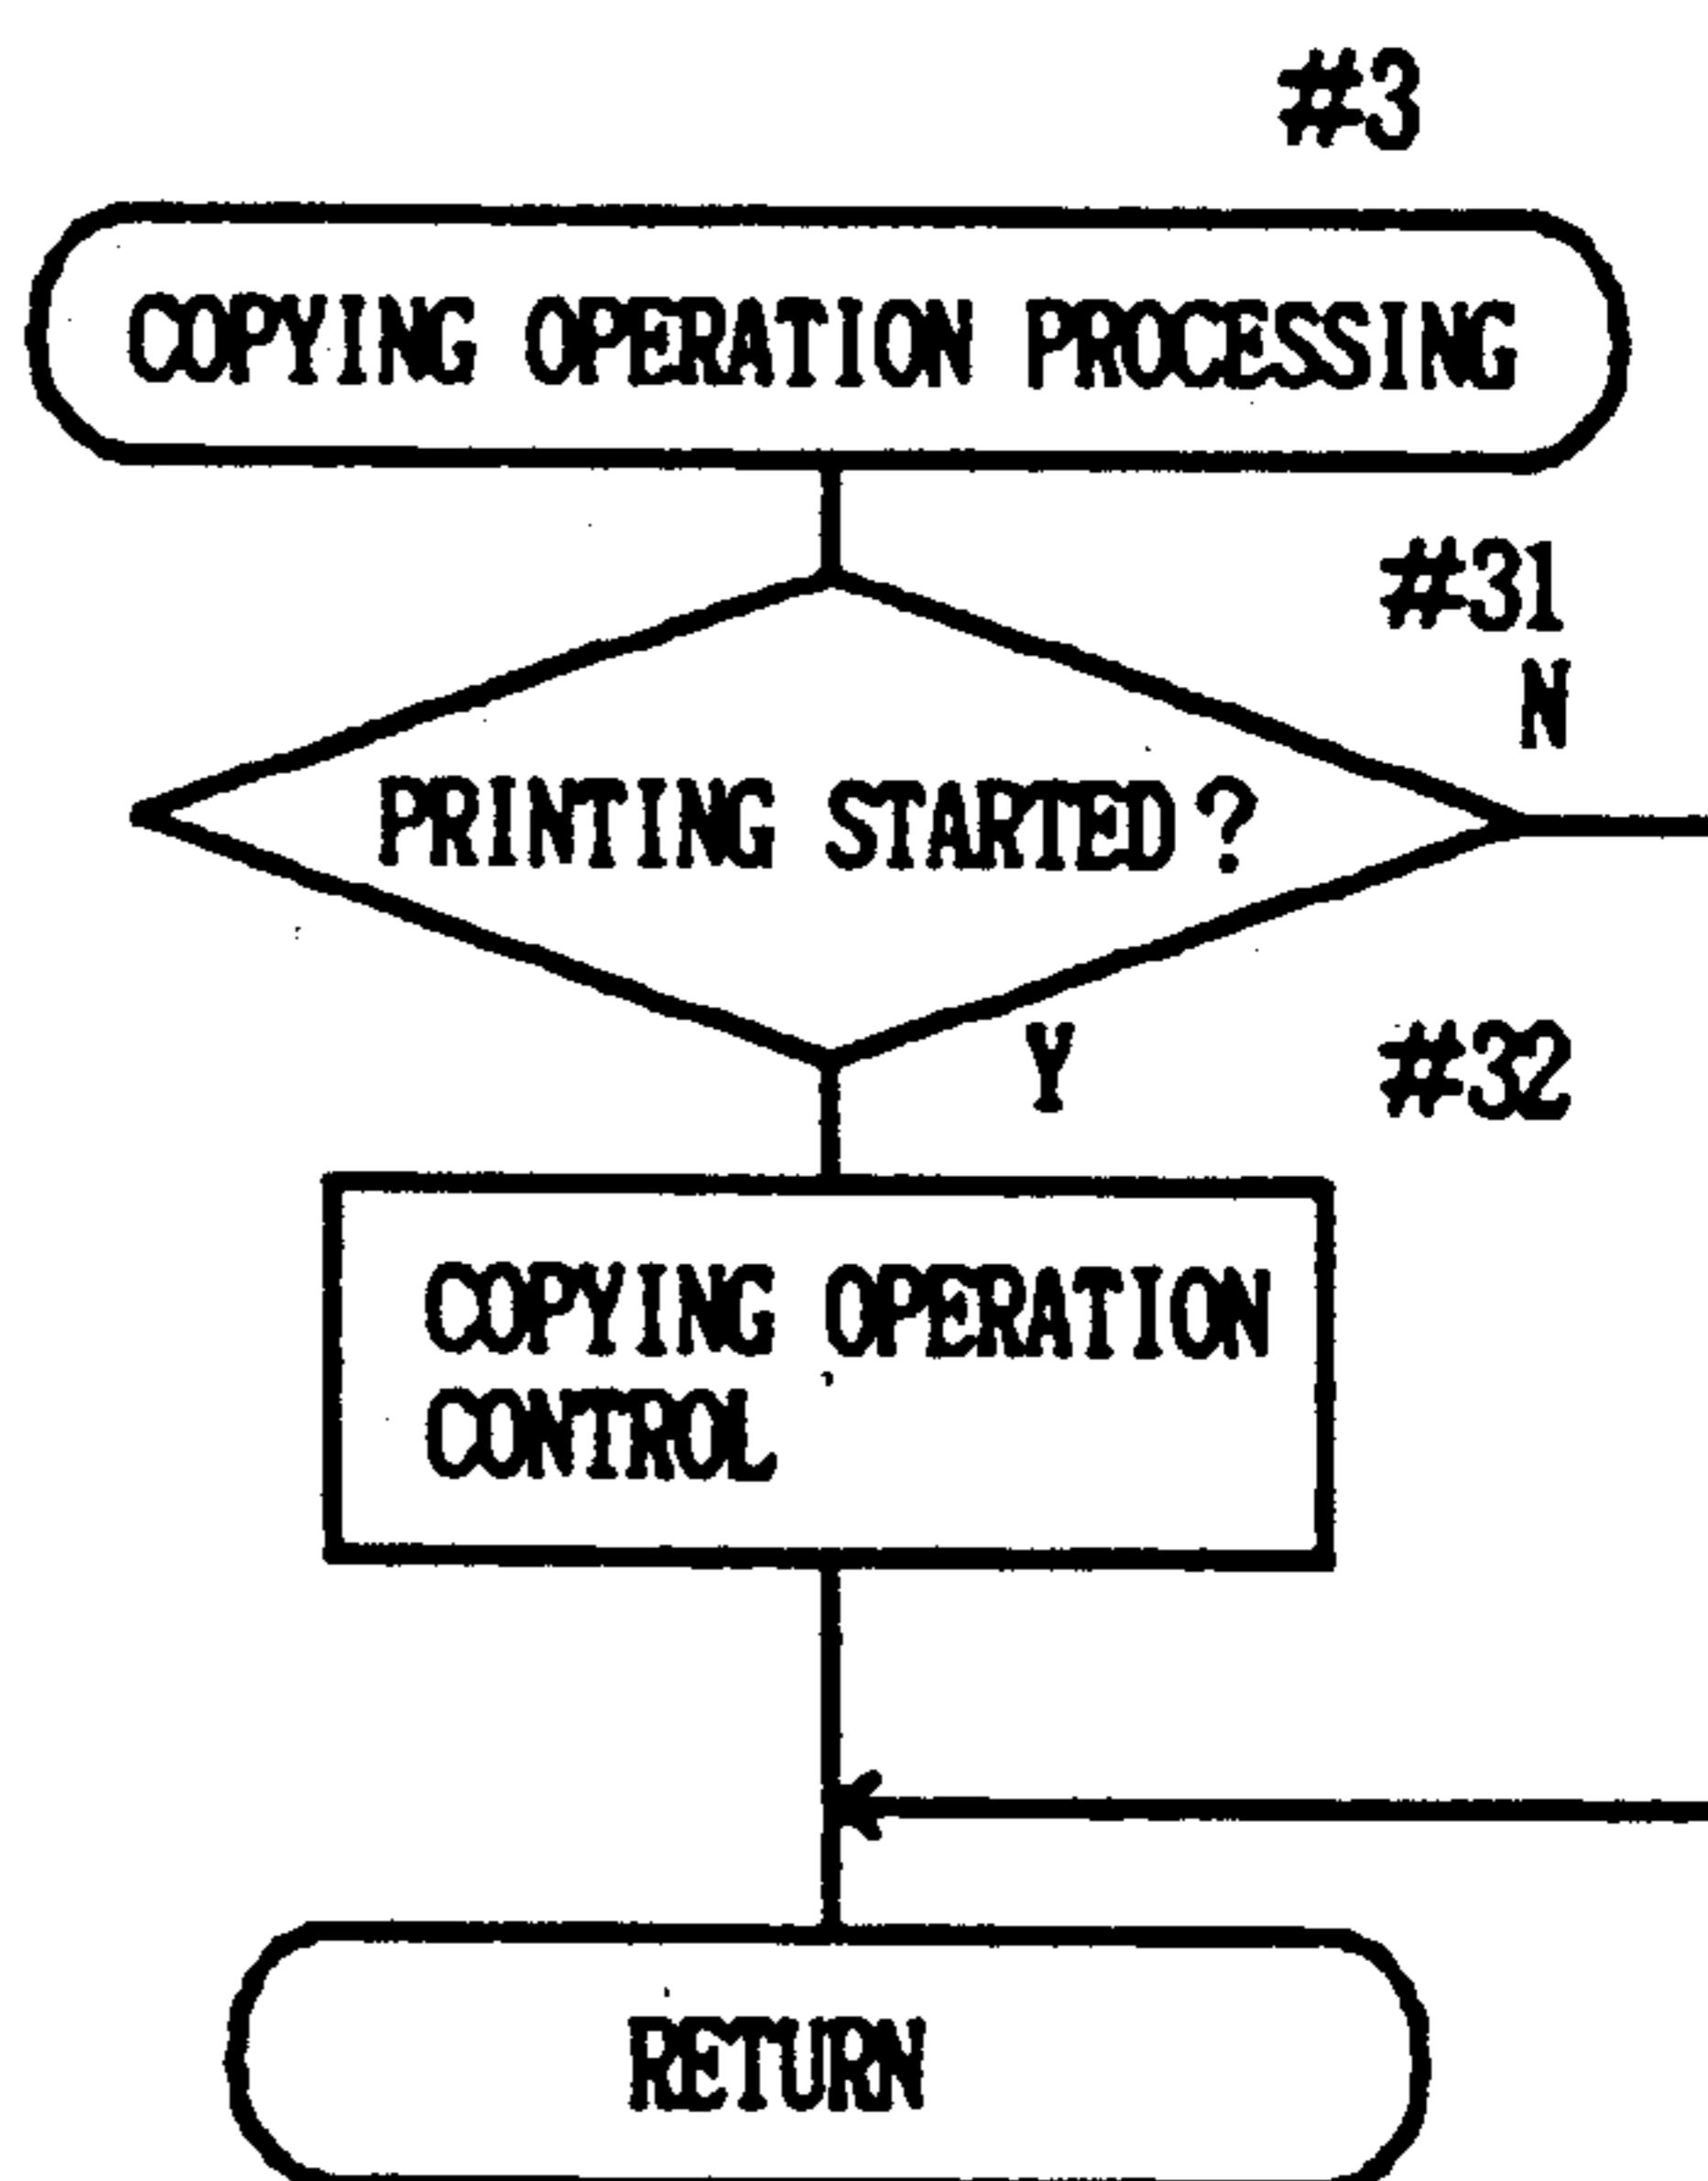 #3
COPYING OPERATION PROCESSING
#31
N
PRINTING STARTED?
Y
#32
COPYING OPERATION
CONTROL
RETURN